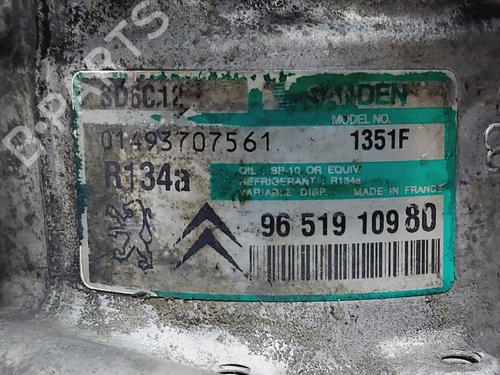 B-PARTS
SD6C12 SANDEN
MODEL NO.
01493707561 1351F
R134a
OIL : SP-10 OR EQUIV
REFRIGERANT : R134a
VARIABLE DISP. MADE IN FRANCE
96 519 109 80